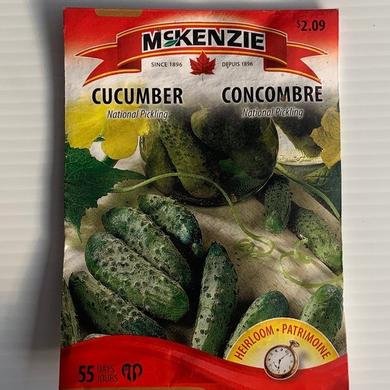 $2.09
McKENZIE
SINCE 1896 DEPUIS 1896
CUCUMBER CONCOMBRE
National Pickling National Pickling
HEIRLOOM • PATRIMOINE
55 DAYS JOURS